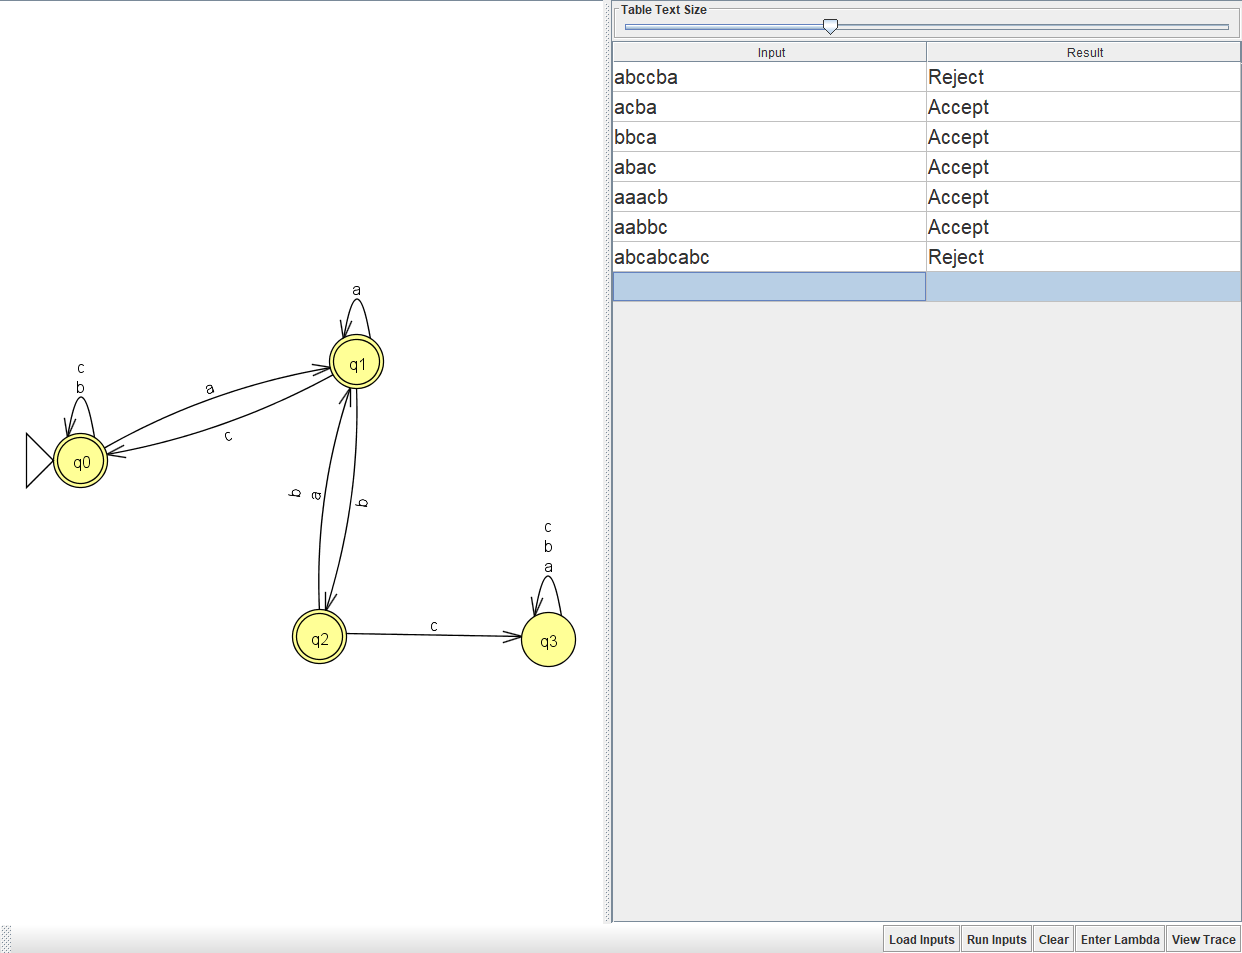 Table Text Size
Input Result
abccba Reject
acba Accept
bbca Accept
abac Accept
aaacb Accept
aabbc Accept
abcabcabc Reject
a
q1
c
b
a
q0
c
b
a
b
c
b
a
c
q2
q3
Load Inputs Run Inputs Clear Enter Lambda View Trace